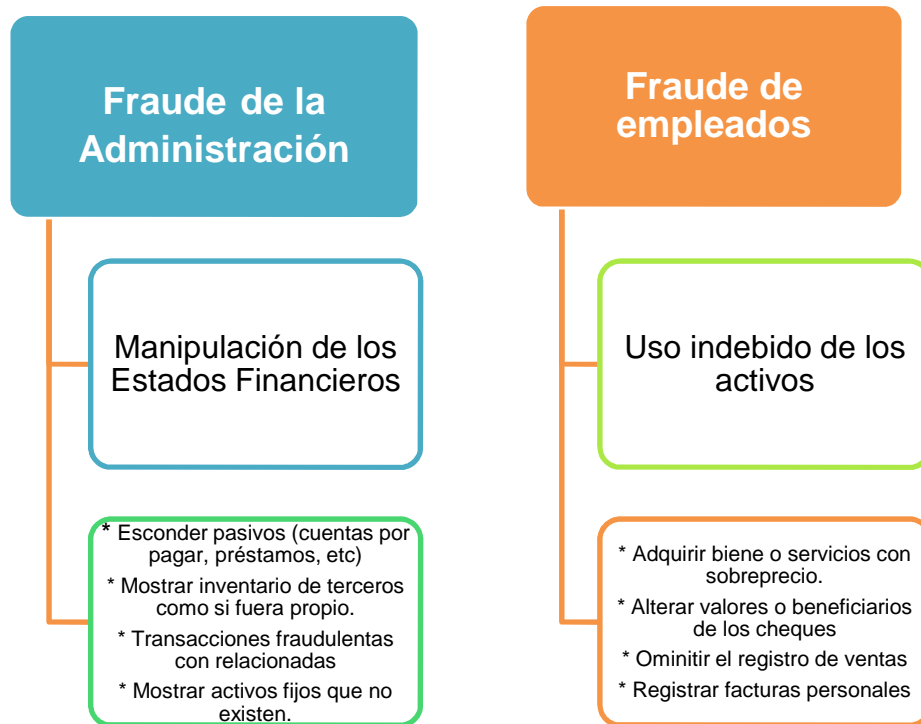 Fraude de la
Administración
Manipulación de los
Estados Financieros
* Esconder pasivos (cuentas por
pagar, préstamos, etc)
* Mostrar inventario de terceros
como si fuera propio.
* Transacciones fraudulentas
con relacionadas
* Mostrar activos fijos que no
existen.
Fraude de
empleados
Uso indebido de los
activos
* Adquirir biene o servicios con
sobreprecio.
* Alterar valores o beneficiarios
de los cheques
* Ominitir el registro de ventas
* Registrar facturas personales